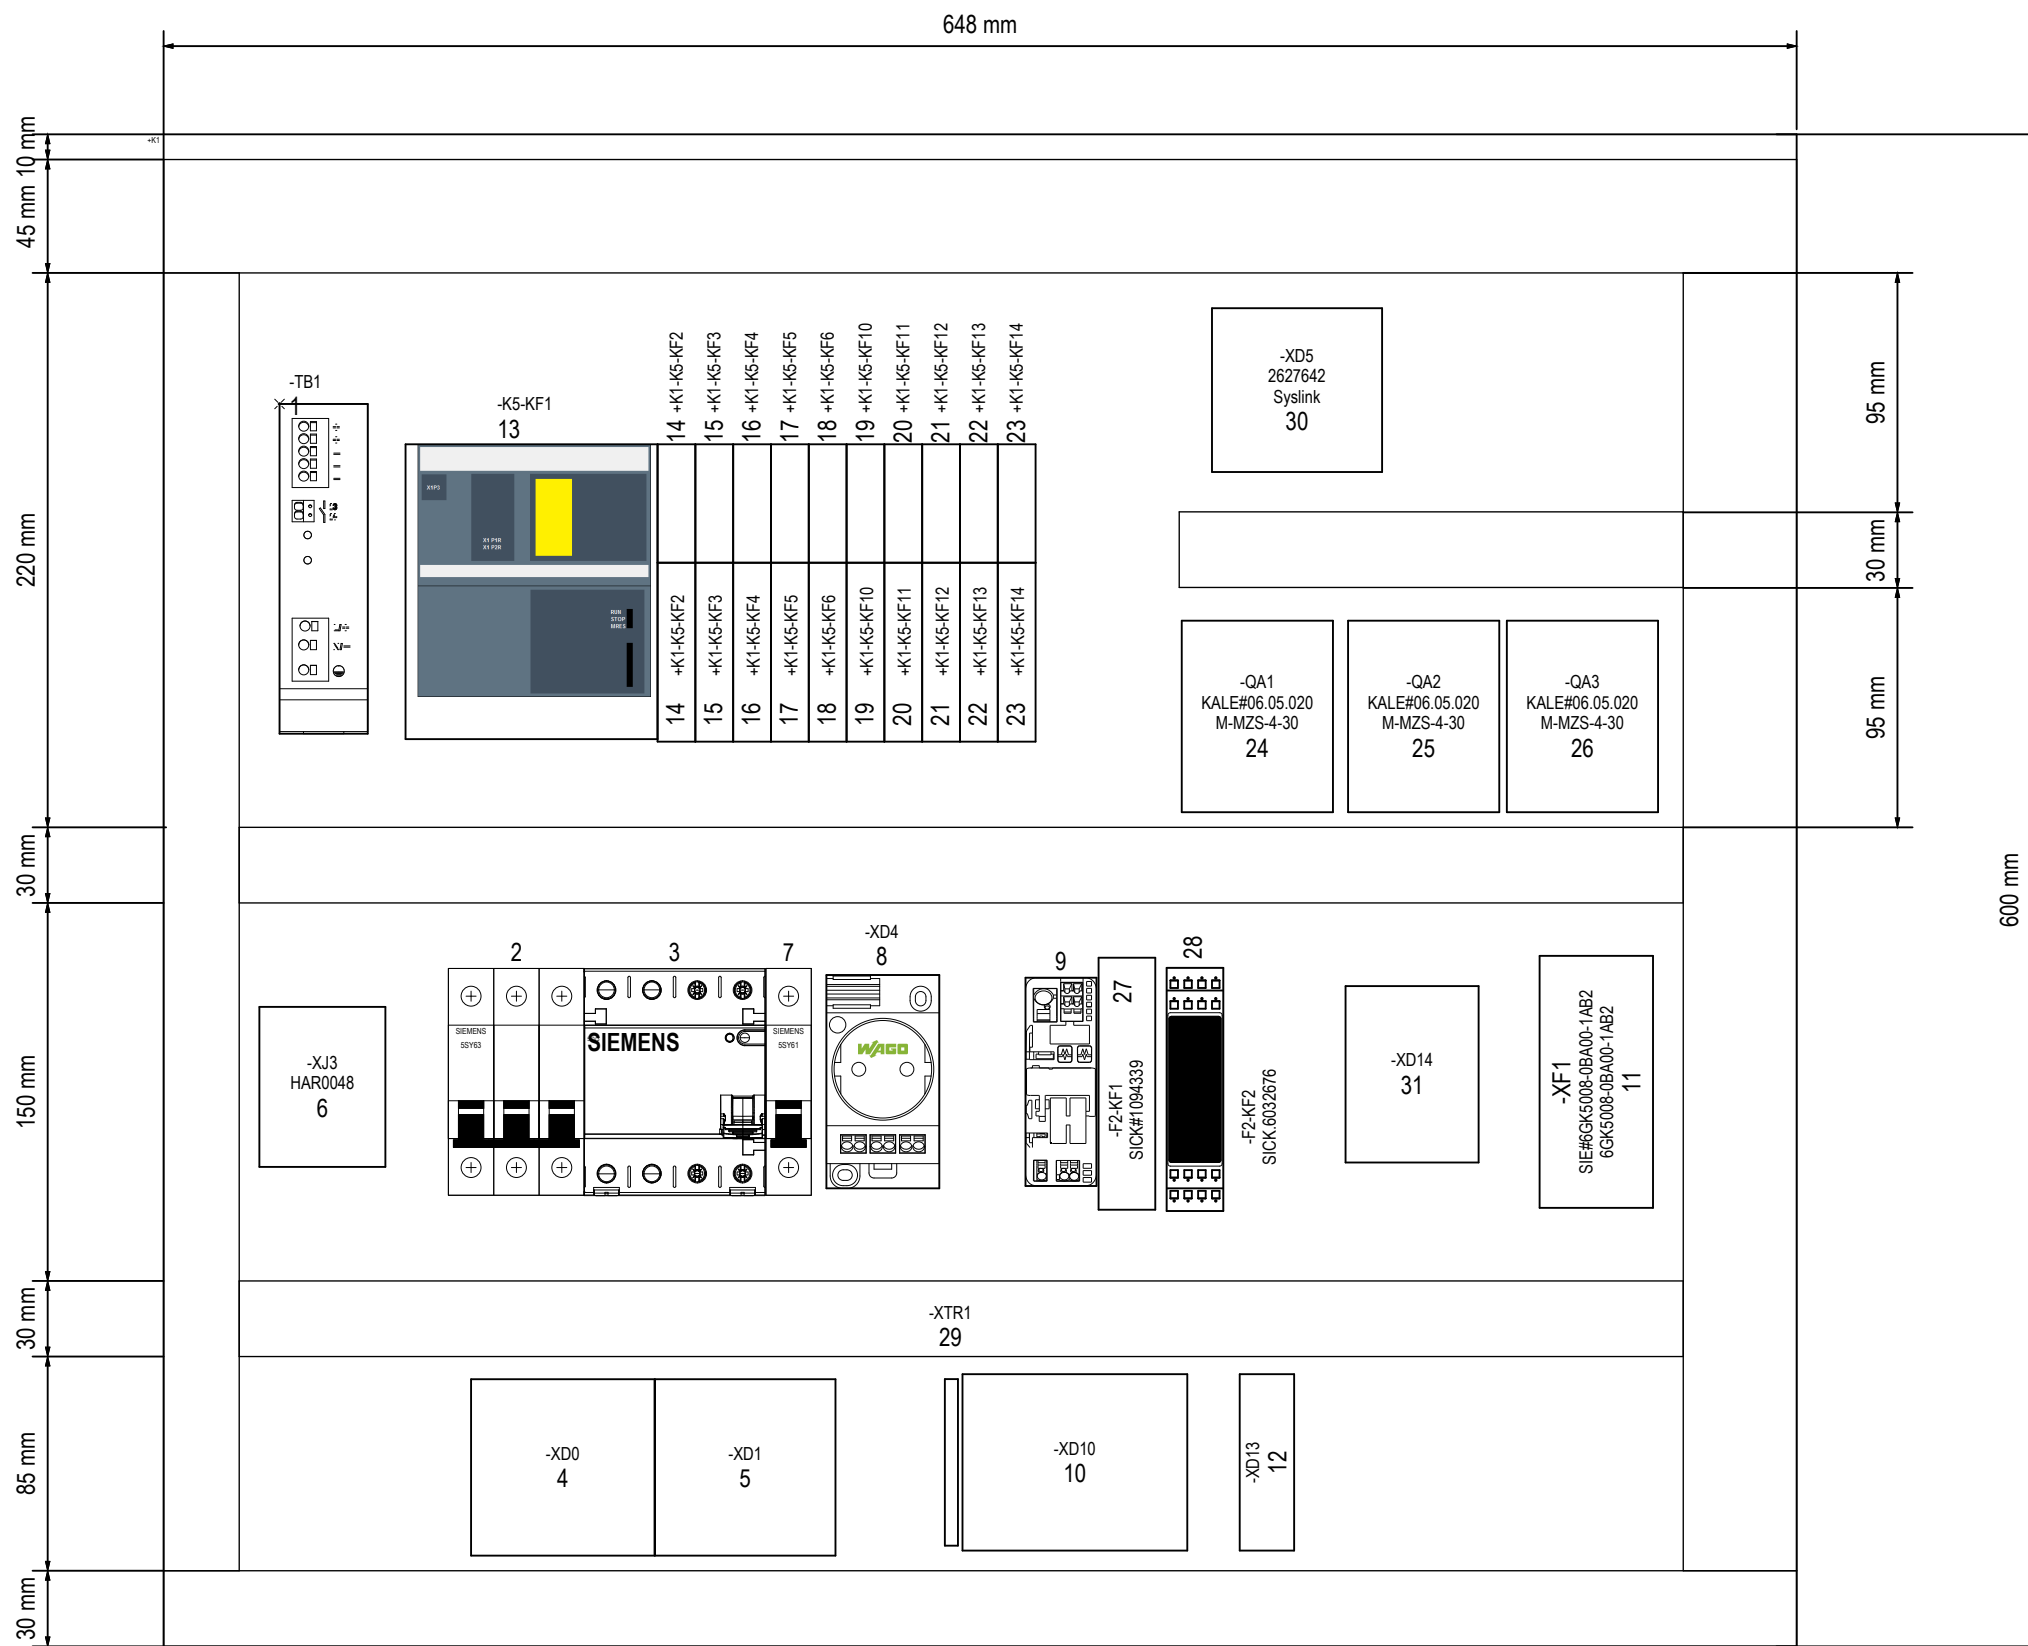 648 mm
10 mm
+K1
45 mm
220 mm
30 mm
150 mm
30 mm
85 mm
30 mm
95 mm
30 mm
95 mm
600 mm
-TB1
1
-K5-KF1
13
X1P3
X1 P1R
X1 P2R
RUN
STOP
MRES
14 +K1-K5-KF2
15 +K1-K5-KF3
16 +K1-K5-KF4
17 +K1-K5-KF5
18 +K1-K5-KF6
19 +K1-K5-KF10
20 +K1-K5-KF11
21 +K1-K5-KF12
22 +K1-K5-KF13
23 +K1-K5-KF14
14 +K1-K5-KF2
15 +K1-K5-KF3
16 +K1-K5-KF4
17 +K1-K5-KF5
18 +K1-K5-KF6
19 +K1-K5-KF10
20 +K1-K5-KF11
21 +K1-K5-KF12
22 +K1-K5-KF13
23 +K1-K5-KF14
-XD5
2627642
Syslink
30
-QA1
KALE#06.05.020
M-MZS-4-30
24
-QA2
KALE#06.05.020
M-MZS-4-30
25
-QA3
KALE#06.05.020
M-MZS-4-30
26
-XJ3
HAR0048
6
2
SIEMENS
5SY63
3
SIEMENS
7
SIEMENS
5SY61
-XD4
8
WAGO
9
27
-F2-KF1
SICK#1094339
28
-F2-KF2
SICK.6032676
-XD14
31
-XF1
SIE#6GK5008-0BA00-1AB2
6GK5008-0BA00-1AB2
11
-XTR1
29
-XD0
4
-XD1
5
-XD10
10
-XD13
12